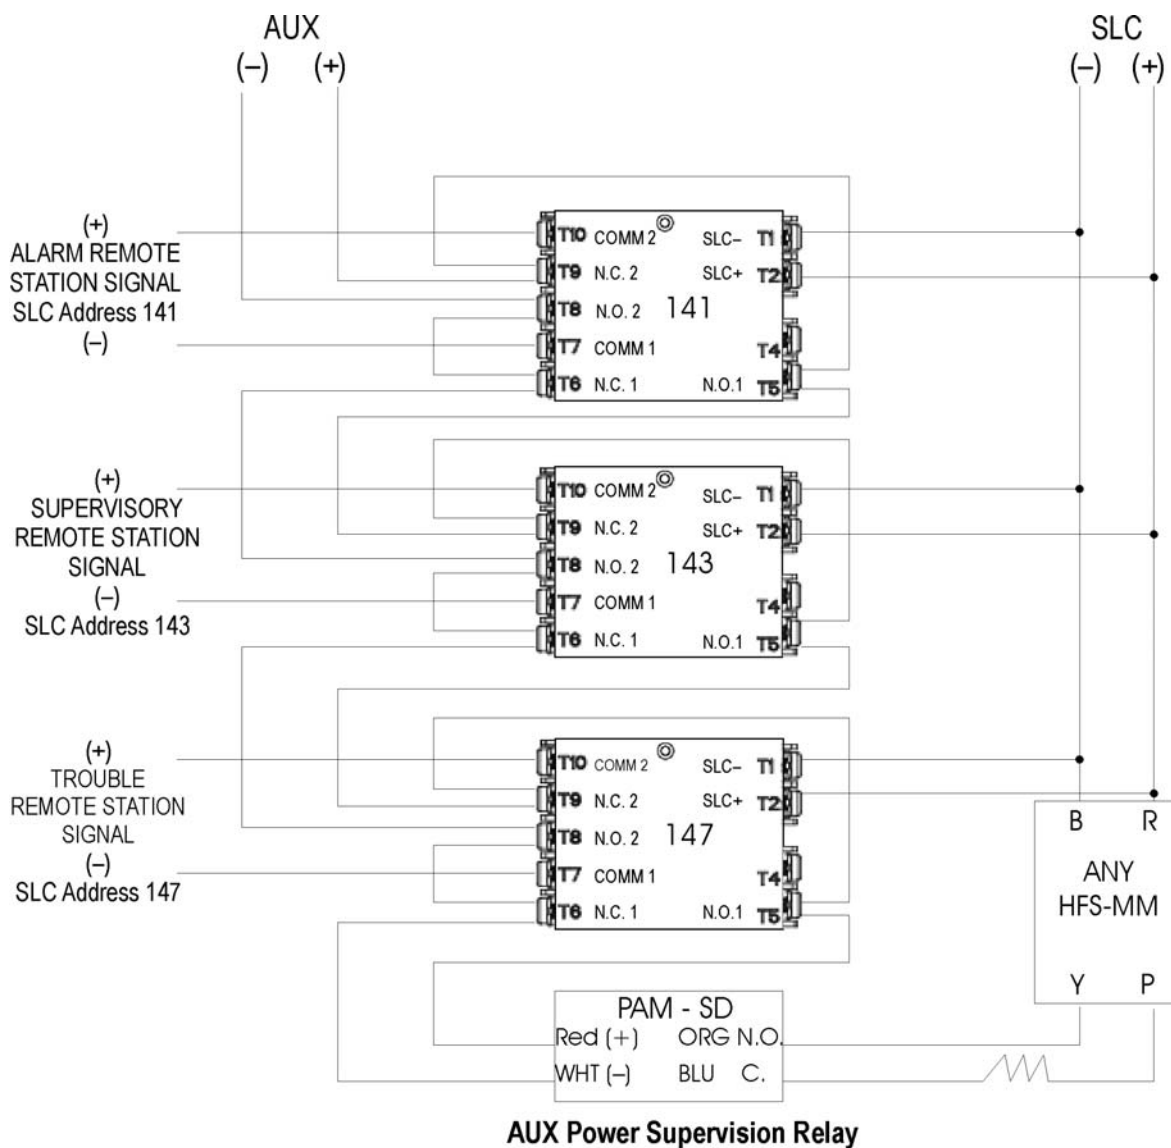 AUX
SLC
(–) (+)
(–) (+)
(+)
ALARM REMOTE
STATION SIGNAL
SLC Address 141
(–)
T10 COMM 2 SLC– T1
T9 N.C. 2 SLC+ T2
T8 N.O. 2 141
T7 COMM 1 T4
T6 N.C. 1 N.O.1 T5
(+)
SUPERVISORY
REMOTE STATION
SIGNAL
(–)
SLC Address 143
T10 COMM 2 SLC– T1
T9 N.C. 2 SLC+ T2
T8 N.O. 2 143
T7 COMM 1 T4
T6 N.C. 1 N.O.1 T5
(+)
TROUBLE
REMOTE STATION
SIGNAL
(–)
SLC Address 147
T10 COMM 2 SLC– T1
T9 N.C. 2 SLC+ T2
T8 N.O. 2 147
T7 COMM 1 T4
T6 N.C. 1 N.O.1 T5
B R
ANY
HFS-MM
Y P
PAM - SD
Red (+) ORG N.O.
WHT (–) BLU C.
AUX Power Supervision Relay